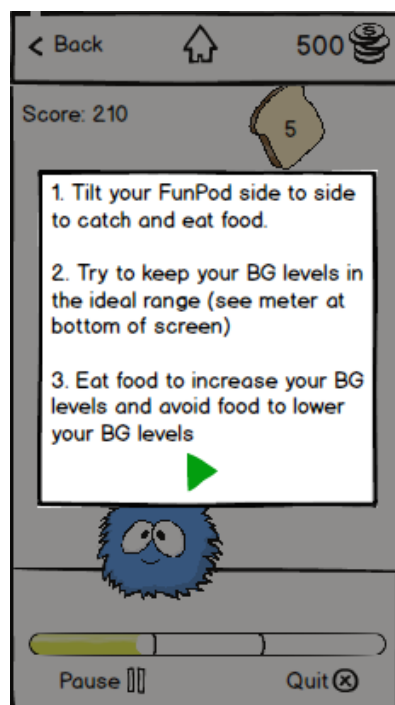 < Back 500 S
Score: 210
5
1. Tilt your FunPod side to side
to catch and eat food.
2. Try to keep your BG levels in
the ideal range (see meter at
bottom of screen)
3. Eat food to increase your BG
levels and avoid food to lower
your BG levels
Pause Quit